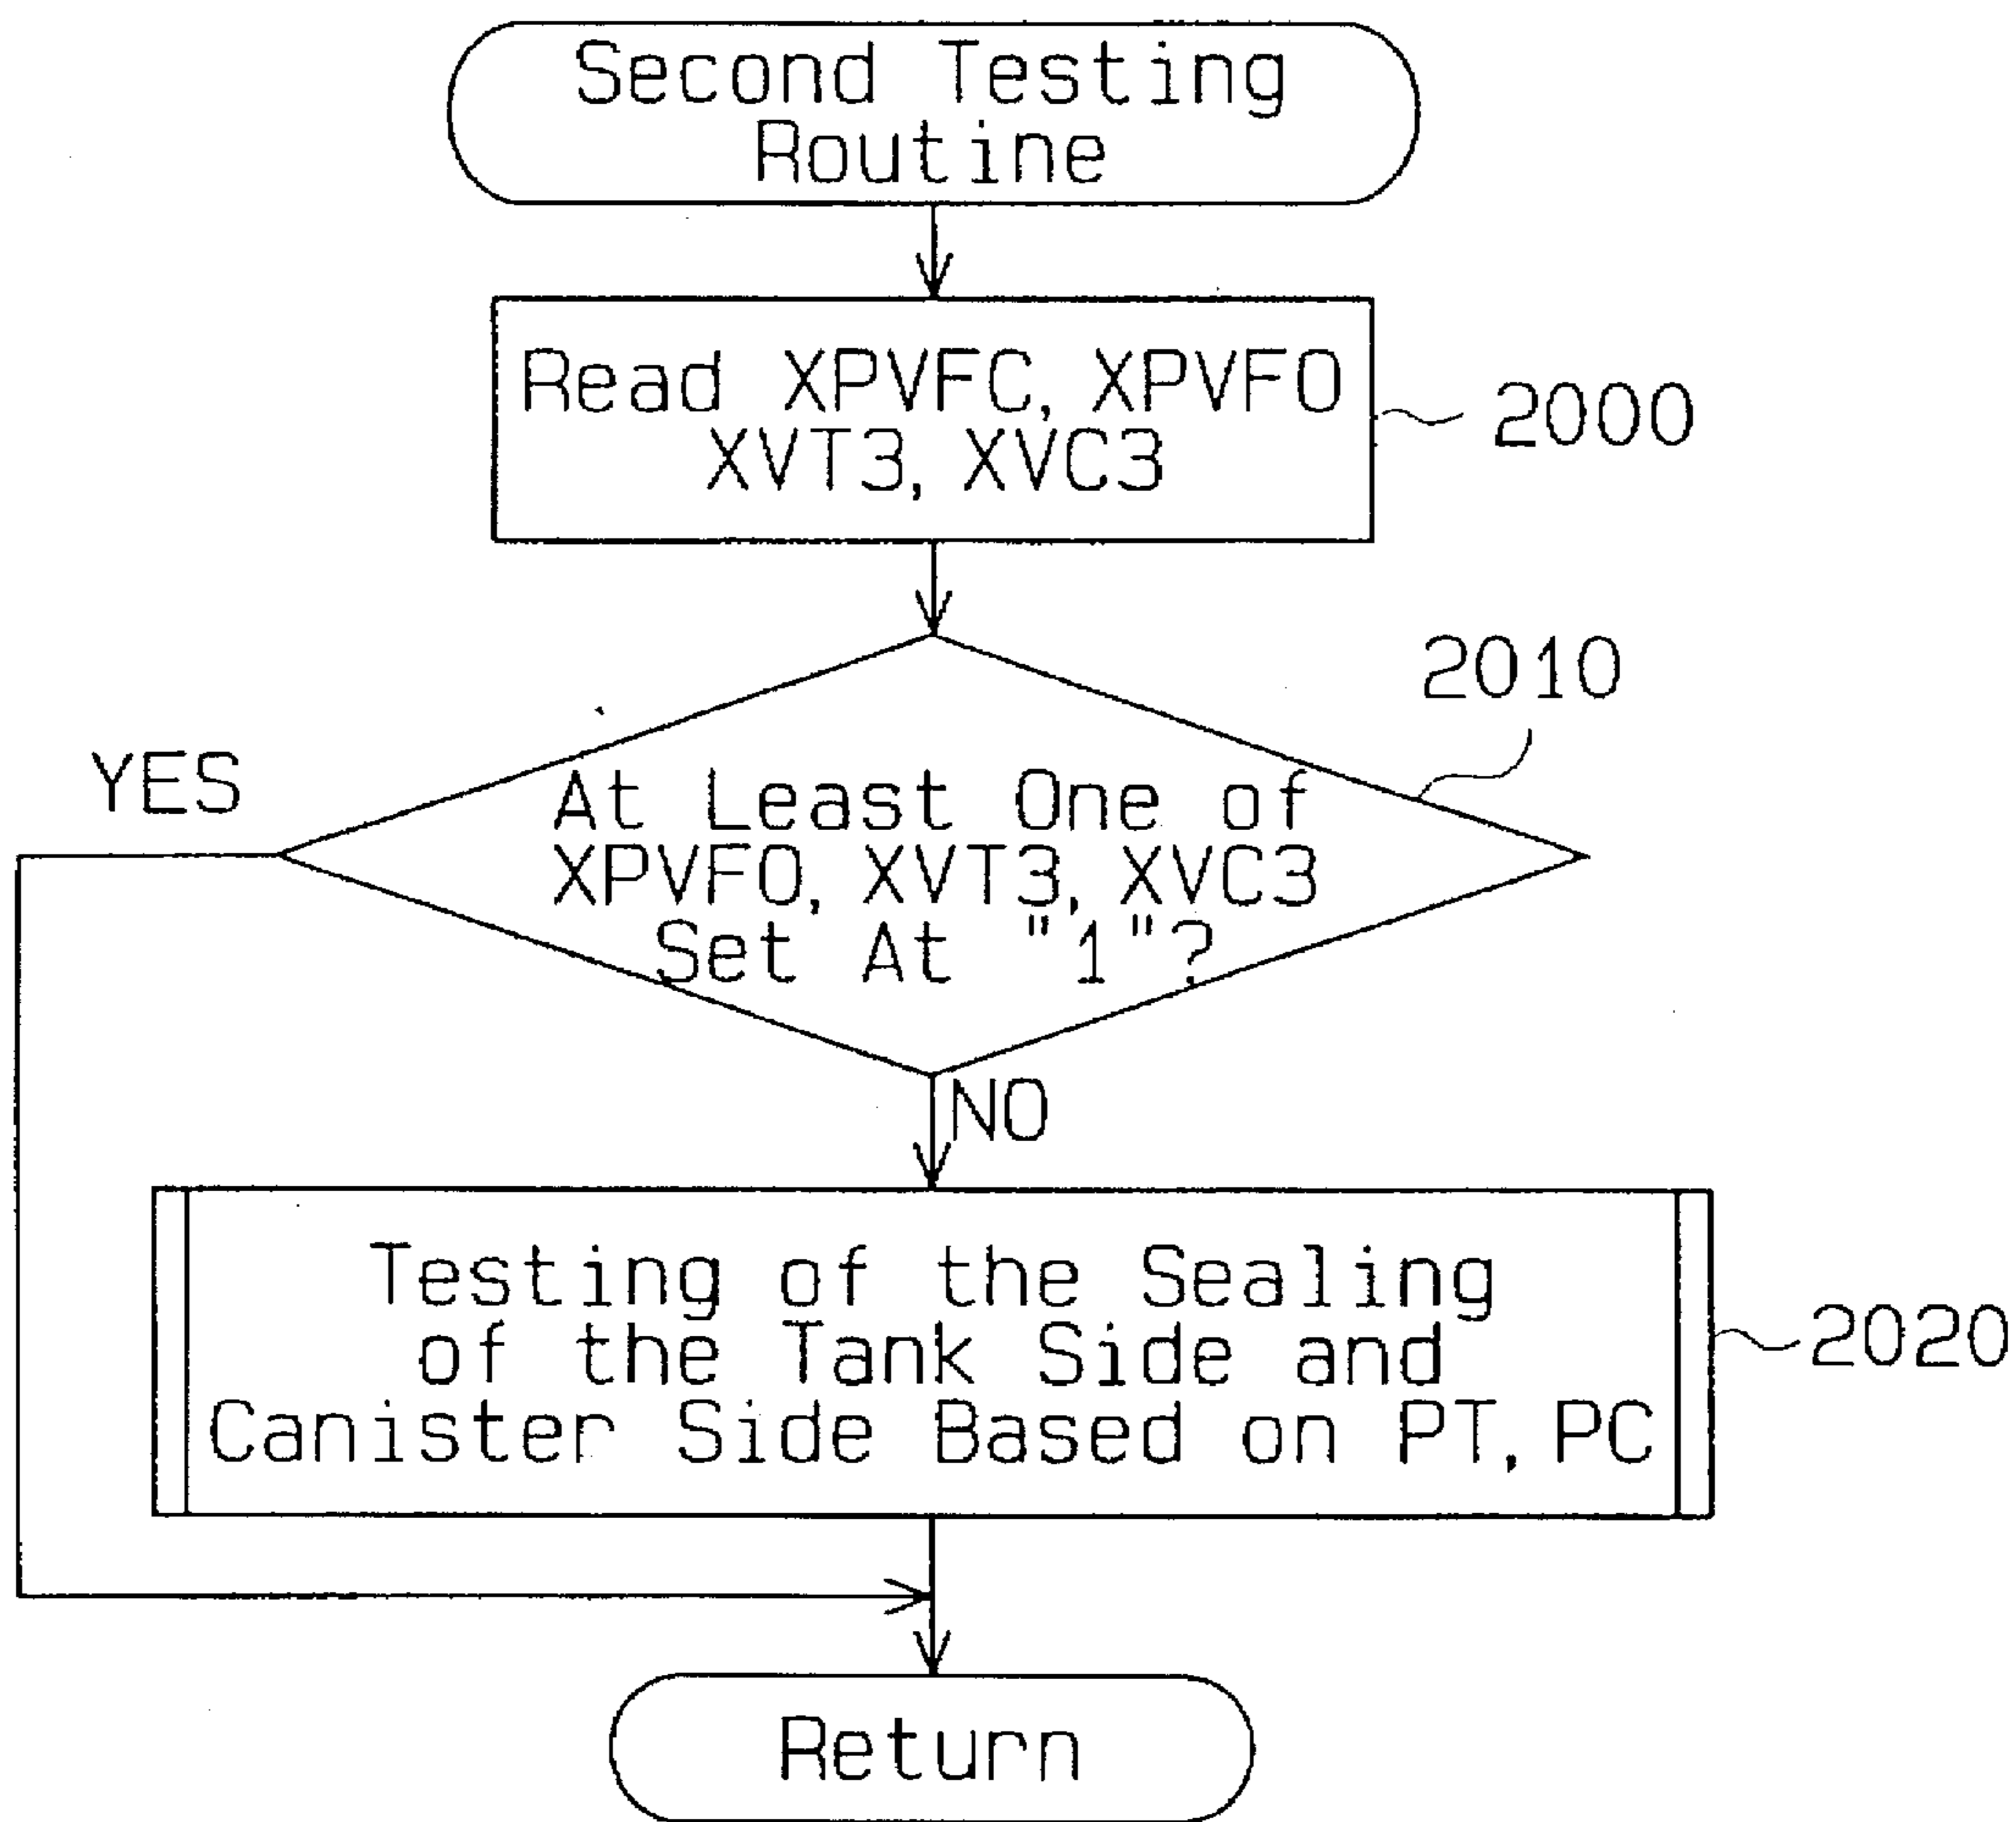 Second Testing
Routine
Read XPVFC, XPVFO
XVT3, XVC3
2000
2010
YES
At Least One of
XPVFO, XVT3, XVC3
Set At "1"?
NO
Testing of the Sealing
of the Tank Side and
Canister Side Based on PT, PC
2020
Return